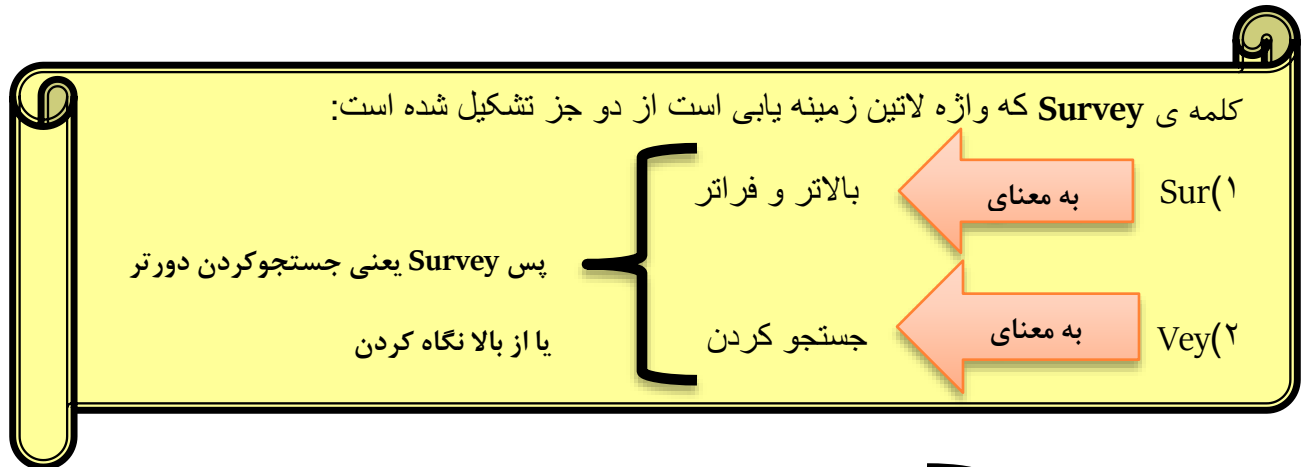 کلمه ی Survey که واژه لاتین زمینه یابی است از دو جز تشکیل شده است:
۱)Sur به معنای بالاتر و فراتر
۲)Vey به معنای جستجو کردن
پس Survey یعنی جستجوکردن دورتر
یا از بالا نگاه کردن